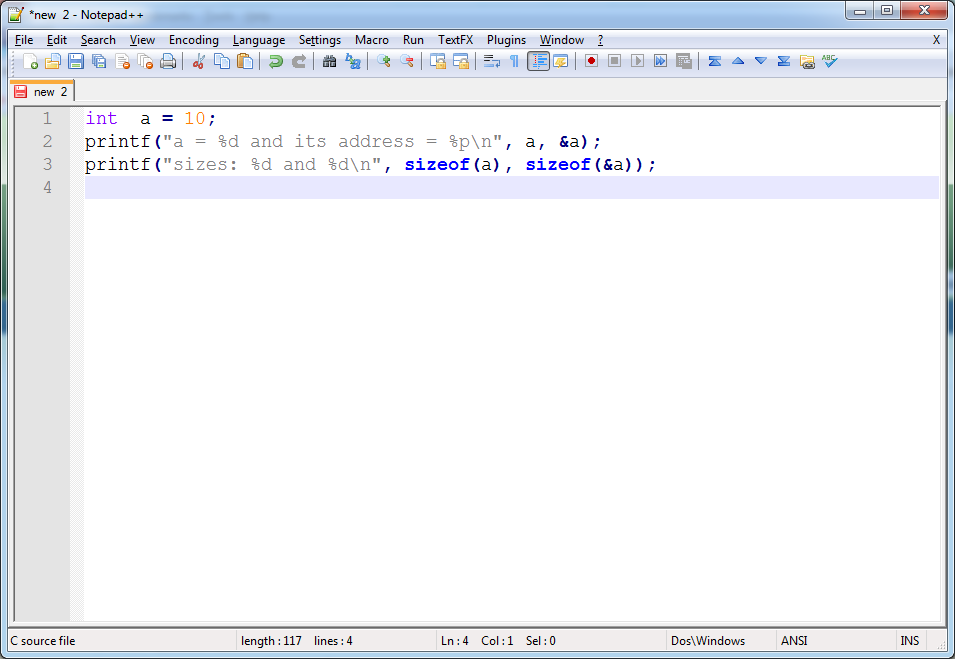 *new 2 - Notepad++
File Edit Search View Encoding Language Settings Macro Run TextFX Plugins Window ? X
new 2
1 int  a = 10;
2 printf("a = %d and its address = %p\n", a, &a);
3 printf("sizes: %d and %d\n", sizeof(a), sizeof(&a));
4
C source file length : 117 lines : 4 Ln : 4 Col : 1 Sel : 0 Dos\Windows ANSI INS